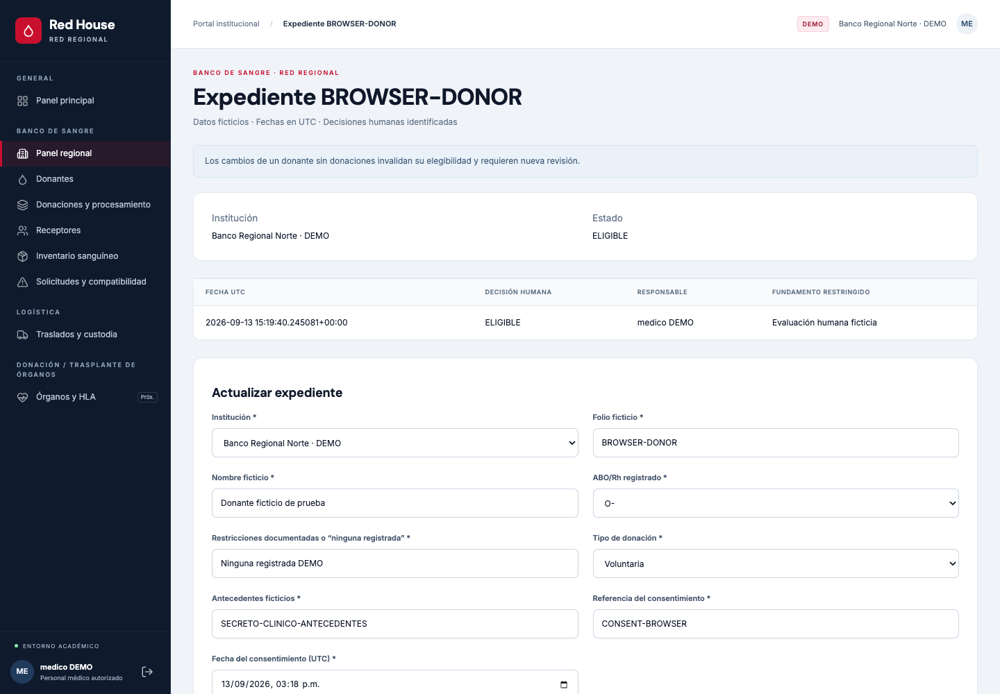 Red House
RED REGIONAL
GENERAL
Panel principal
BANCO DE SANGRE
Panel regional
Donantes
Donaciones y procesamiento
Receptores
Inventario sanguíneo
Solicitudes y compatibilidad
LOGÍSTICA
Traslados y custodia
DONACIÓN / TRASPLANTE DE
ÓRGANOS
Órganos y HLA Próx.
ENTORNO ACADÉMICO
ME
medico DEMO
Personal médico autorizado
Portal institucional / Expediente BROWSER-DONOR
DEMO Banco Regional Norte · DEMO ME
BANCO DE SANGRE · RED REGIONAL
Expediente BROWSER-DONOR
Datos ficticios · Fechas en UTC · Decisiones humanas identificadas
Los cambios de un donante sin donaciones invalidan su elegibilidad y requieren nueva revisión.
Institución Estado
Banco Regional Norte · DEMO ELIGIBLE
FECHA UTC DECISIÓN HUMANA RESPONSABLE FUNDAMENTO RESTRINGIDO
2026-09-13 15:19:40.245081+00:00 ELIGIBLE medico DEMO Evaluación humana ficticia
Actualizar expediente
Institución * Folio ficticio *
Banco Regional Norte · DEMO BROWSER-DONOR
Nombre ficticio * ABO/Rh registrado *
Donante ficticio de prueba O-
Restricciones documentadas o “ninguna registrada” * Tipo de donación *
Ninguna registrada DEMO Voluntaria
Antecedentes ficticios * Referencia del consentimiento *
SECRETO-CLINICO-ANTECEDENTES CONSENT-BROWSER
Fecha del consentimiento (UTC) *
13/09/2026, 03:18 p.m.